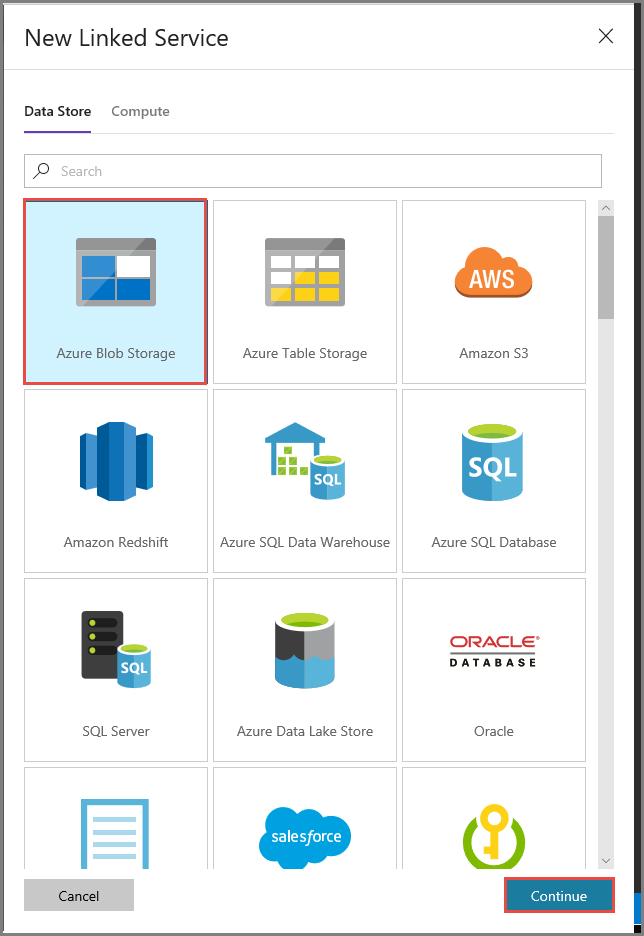 New Linked Service
Data Store
Compute
Search
Azure Blob Storage
Azure Table Storage
AWS
Amazon S3
Amazon Redshift
SQL
Azure SQL Data Warehouse
SQL
Azure SQL Database
SQL
SQL Server
Azure Data Lake Store
ORACLE®
DATABASE
Oracle
salesforce
Cancel
Continue